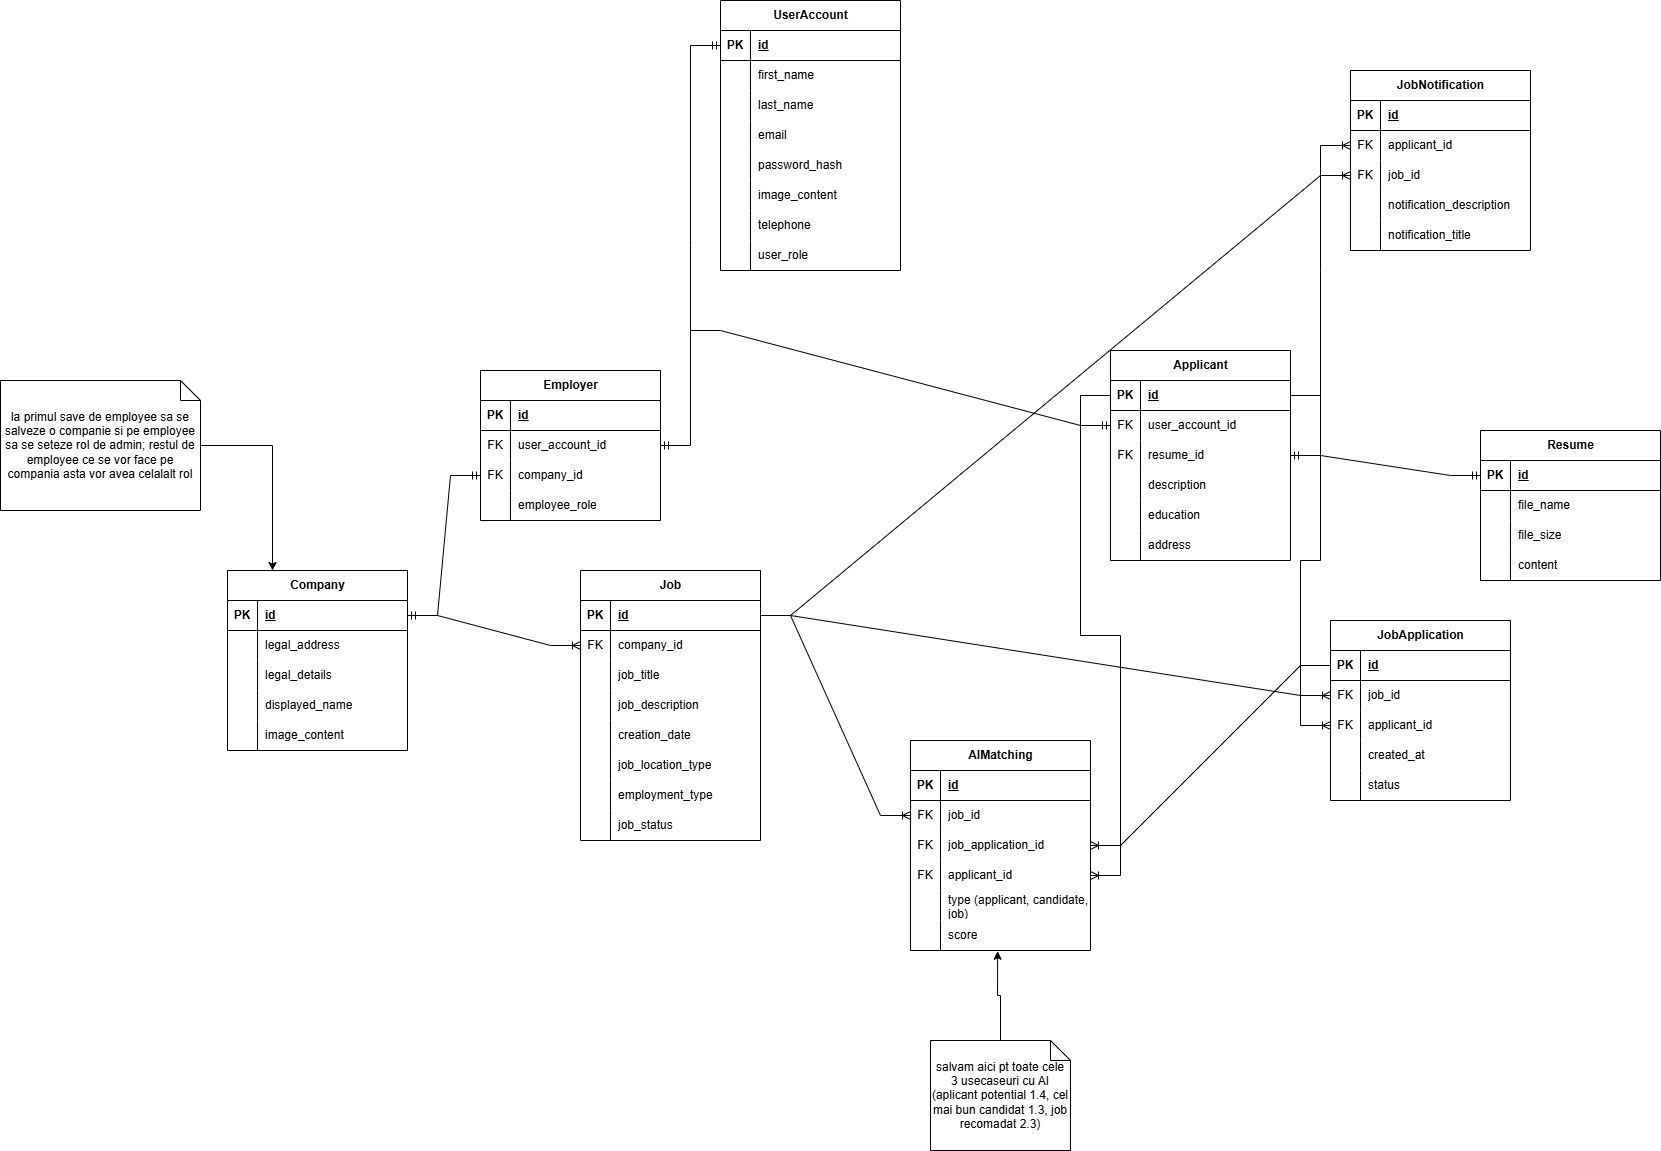 UserAccount
PK id
first_name
last_name
email
password_hash
image_content
telephone
user_role
JobNotification
PK id
FK applicant_id
FK job_id
notification_description
notification_title
Employer
PK id
FK user_account_id
FK company_id
employee_role
Applicant
PK id
FK user_account_id
FK resume_id
description
education
address
la primul save de employee sa se
salveze o companie si pe employee
sa se seteze rol de admin; restul de
employee ce se vor face pe
compania asta vor avea celalalt rol
Resume
PK id
file_name
file_size
content
Company
PK id
legal_address
legal_details
displayed_name
image_content
Job
PK id
FK company_id
job_title
job_description
creation_date
job_location_type
employment_type
job_status
JobApplication
PK id
FK job_id
FK applicant_id
created_at
status
AIMatching
PK id
FK job_id
FK job_application_id
FK applicant_id
type (applicant, candidate,
job)
score
salvam aici pt toate cele
3 usecaseuri cu AI
(aplicant potential 1.4, cel
mai bun candidat 1.3, job
recomadat 2.3)